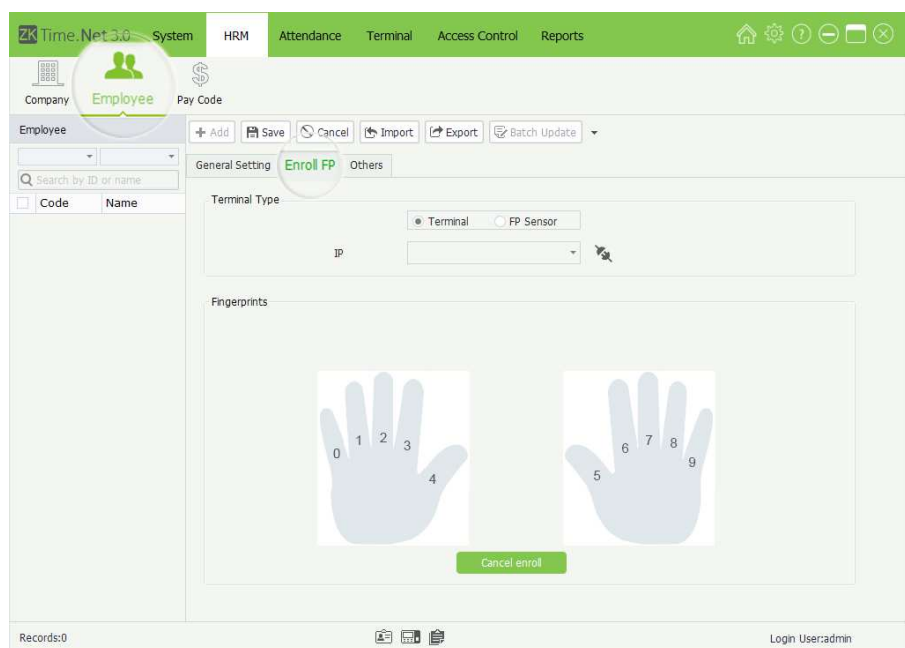 ZK Time.Net 3.0 System HRM Attendance Terminal Access Control Reports
Company Employee Pay Code
Employee
Add Save Cancel Import Export Batch Update
General Setting Enroll FP Others
Search by ID or name
Code Name
Terminal Type
Terminal FP Sensor
IP
Fingerprints
0 1 2 3 4 5 6 7 8 9
Cancel enroll
Records:0 Login User:admin